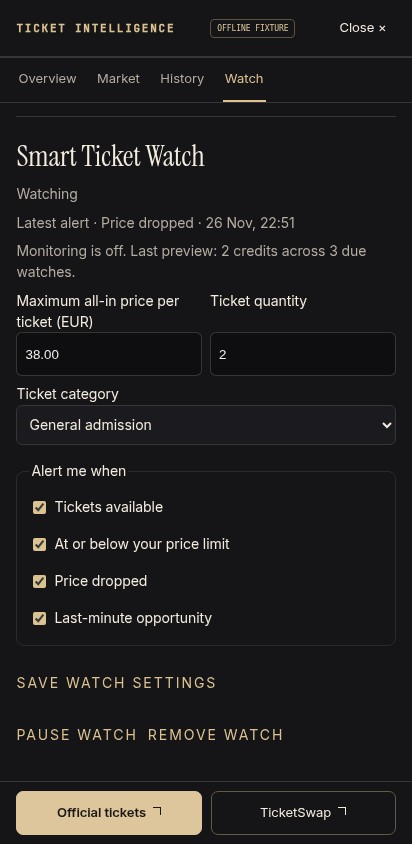 TICKET INTELLIGENCE
OFFLINE FIXTURE
Close ×
Overview Market History Watch
Smart Ticket Watch
Watching
Latest alert · Price dropped · 26 Nov, 22:51
Monitoring is off. Last preview: 2 credits across 3 due
watches.
Maximum all-in price per
ticket (EUR)
Ticket quantity
38.00
2
Ticket category
General admission
Alert me when
Tickets available
At or below your price limit
Price dropped
Last-minute opportunity
SAVE WATCH SETTINGS
PAUSE WATCH REMOVE WATCH
Official tickets
TicketSwap